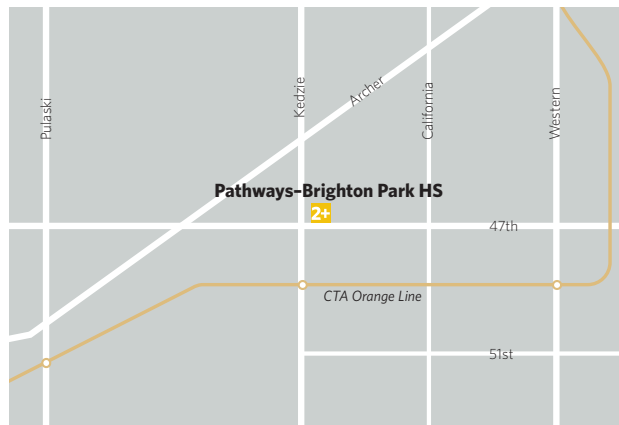 Pulaski
Kedzie
Archer
California
Western
Pathways–Brighton Park HS
2+
47th
CTA Orange Line
51st